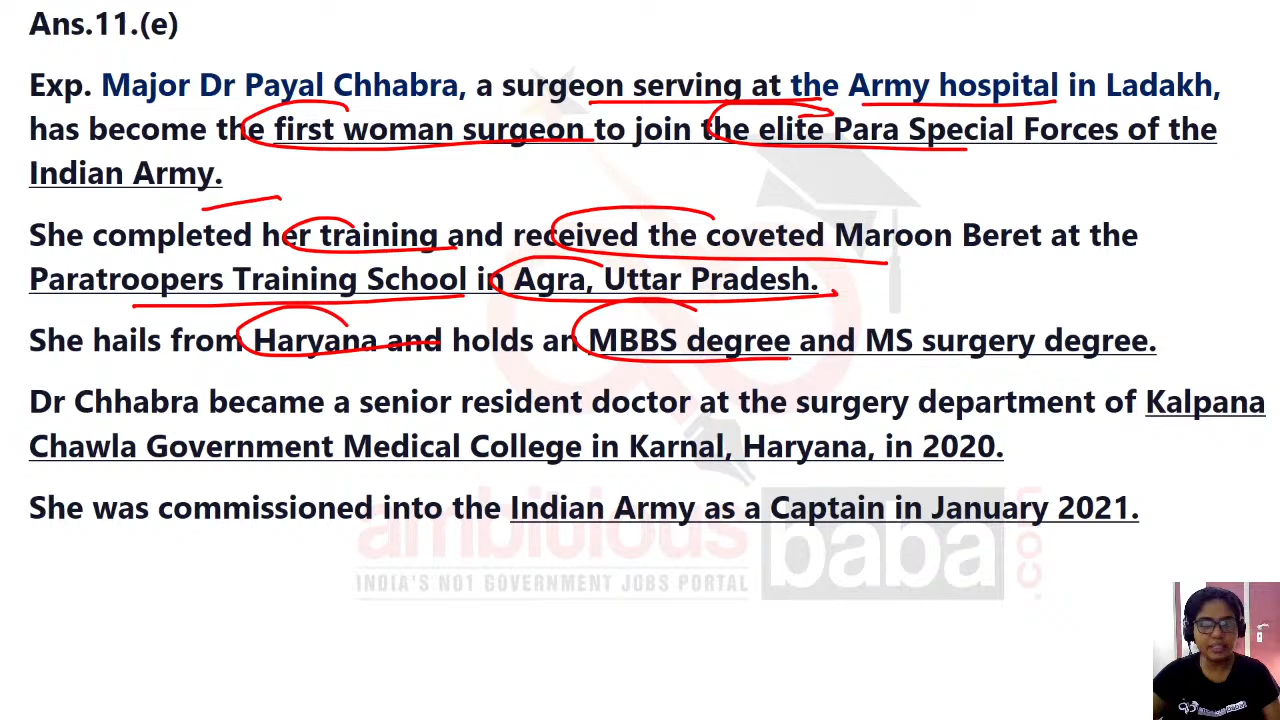 Ans.11.(e)
Exp. Major Dr Payal Chhabra, a surgeon serving at the Army hospital in Ladakh,
has become the first woman surgeon to join the elite Para Special Forces of the
Indian Army.
She completed her training and received the coveted Maroon Beret at the
Paratroopers Training School in Agra, Uttar Pradesh.
She hails from Haryana and holds an MBBS degree and MS surgery degree.
Dr Chhabra became a senior resident doctor at the surgery department of Kalpana
Chawla Government Medical College in Karnal, Haryana, in 2020.
She was commissioned into the Indian Army as a Captain in January 2021.
ambitious baba .com
INDIA'S NO1 GOVERNMENT JOBS PORTAL